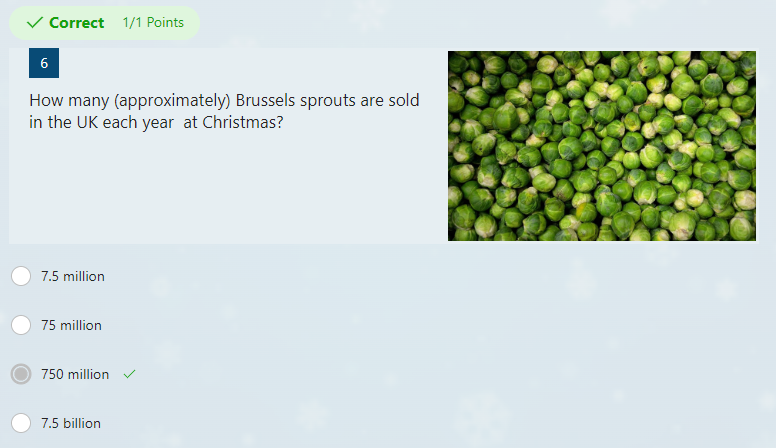 Correct 1/1 Points
6
How many (approximately) Brussels sprouts are sold
in the UK each year  at Christmas?
7.5 million
75 million
750 million
7.5 billion